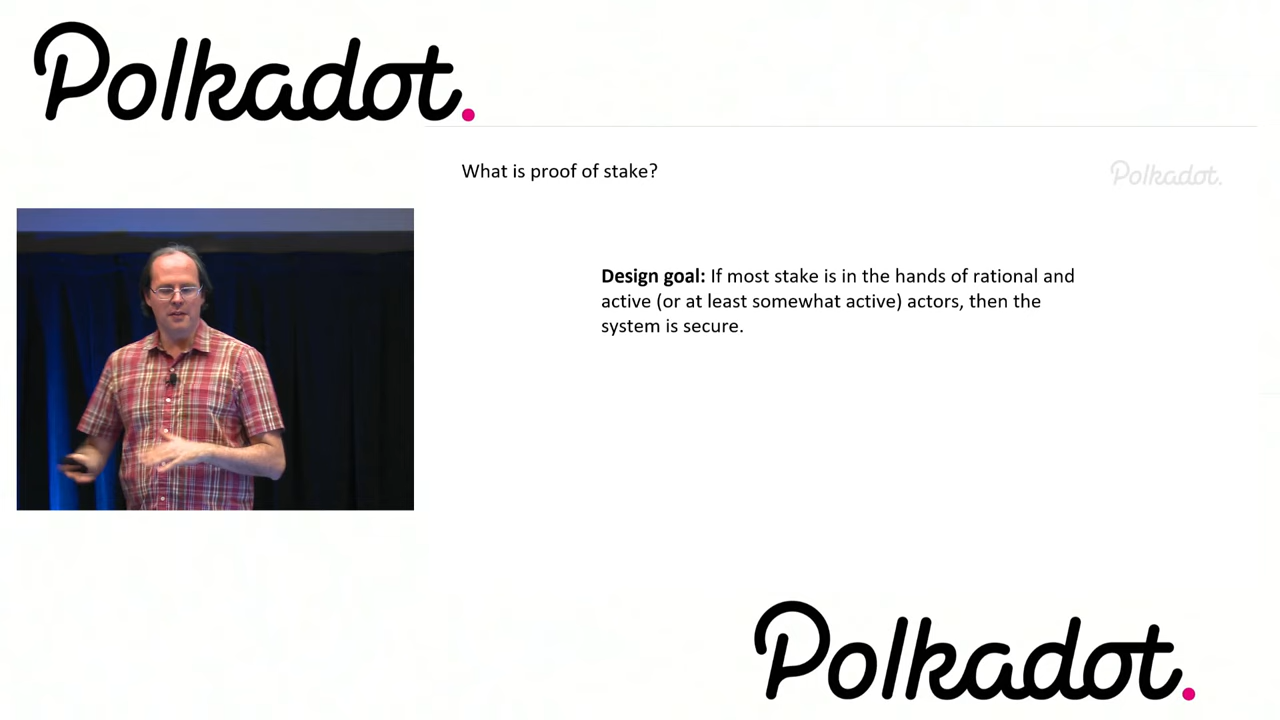 Polkadot.
What is proof of stake?
Polkadot.
Design goal: If most stake is in the hands of rational and
active (or at least somewhat active) actors, then the
system is secure.
Polkadot.